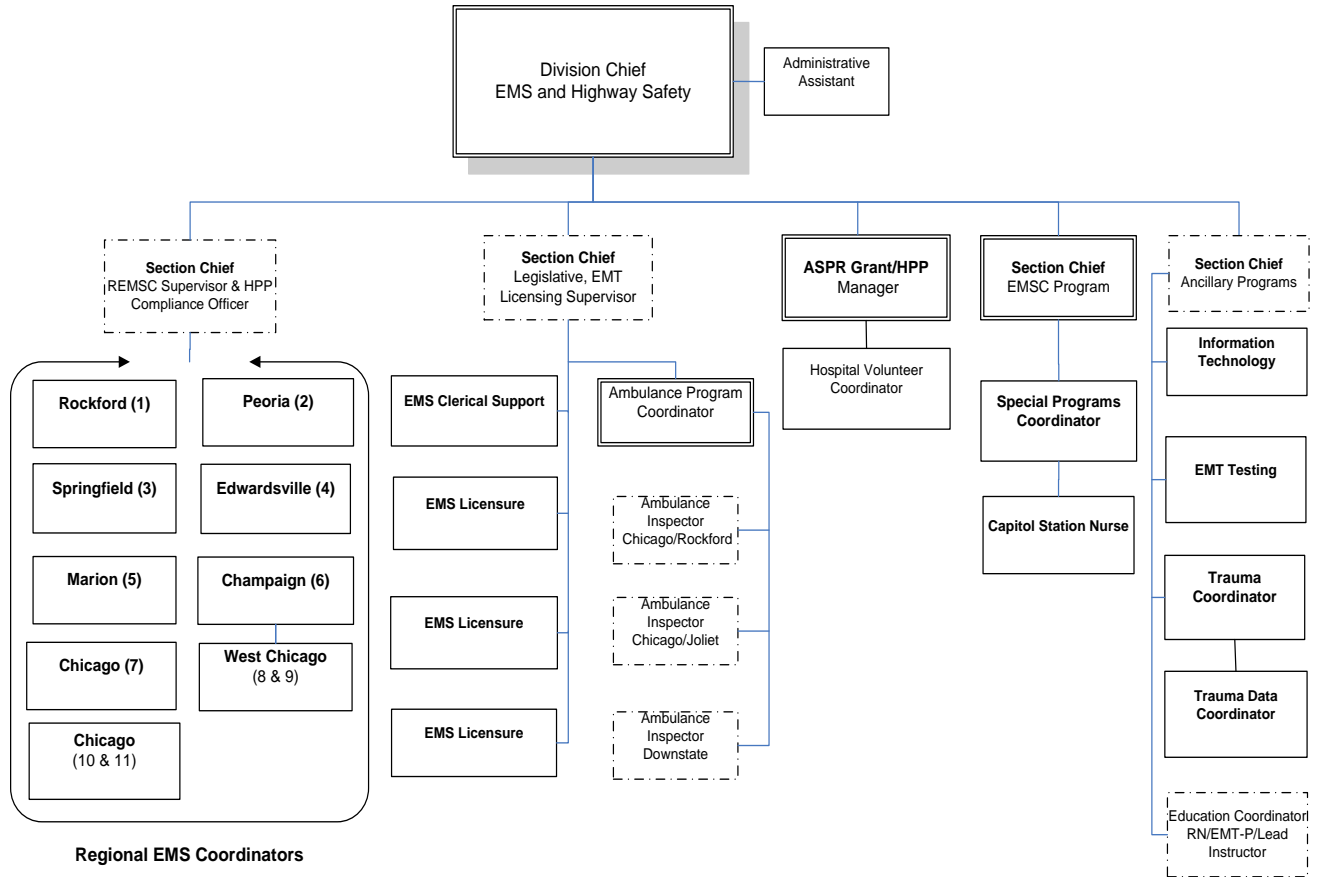 Division Chief
EMS and Highway Safety
Administrative
Assistant
Section Chief
REMSC Supervisor & HPP
Compliance Officer
Section Chief
Legislative, EMT
Licensing Supervisor
ASPR Grant/HPP
Manager
Section Chief
EMSC Program
Section Chief
Ancillary Programs
Rockford (1)
Peoria (2)
Springfield (3)
Edwardsville (4)
Marion (5)
Champaign (6)
Chicago (7)
West Chicago
(8 & 9)
Chicago
(10 & 11)
Regional EMS Coordinators
EMS Clerical Support
EMS Licensure
EMS Licensure
EMS Licensure
Ambulance Program
Coordinator
Ambulance
Inspector
Chicago/Rockford
Ambulance
Inspector
Chicago/Joliet
Ambulance
Inspector
Downstate
Hospital Volunteer
Coordinator
Special Programs
Coordinator
Capitol Station Nurse
Information
Technology
EMT Testing
Trauma
Coordinator
Trauma Data
Coordinator
Education Coordinator
RN/EMT-P/Lead
Instructor